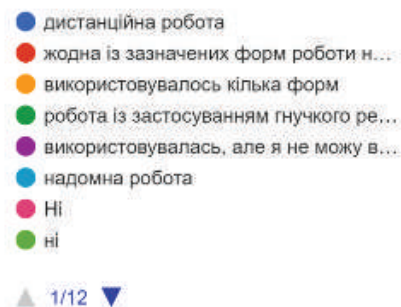 дистанційна робота
жодна із зазначених форм роботи н...
використовувалось кілька форм
робота із застосуванням гнучкого ре...
використовувалась, але я не можу в...
надомна робота
Ні
ні
1/12